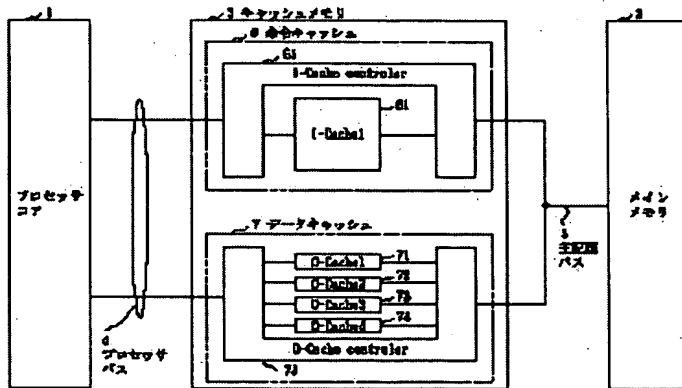 1
3 キャッシュメモリ
2
6 命令キャッシュ
63
I-Cache controler
61
I-Cache1
プロセッサ
コア
メイン
メモリ
5
主記憶
バス
7 データキャッシュ
D-Cache1
71
D-Cache2
72
D-Cache3
73
D-Cache4
74
D-Cache controler
4
プロセッサ
バス